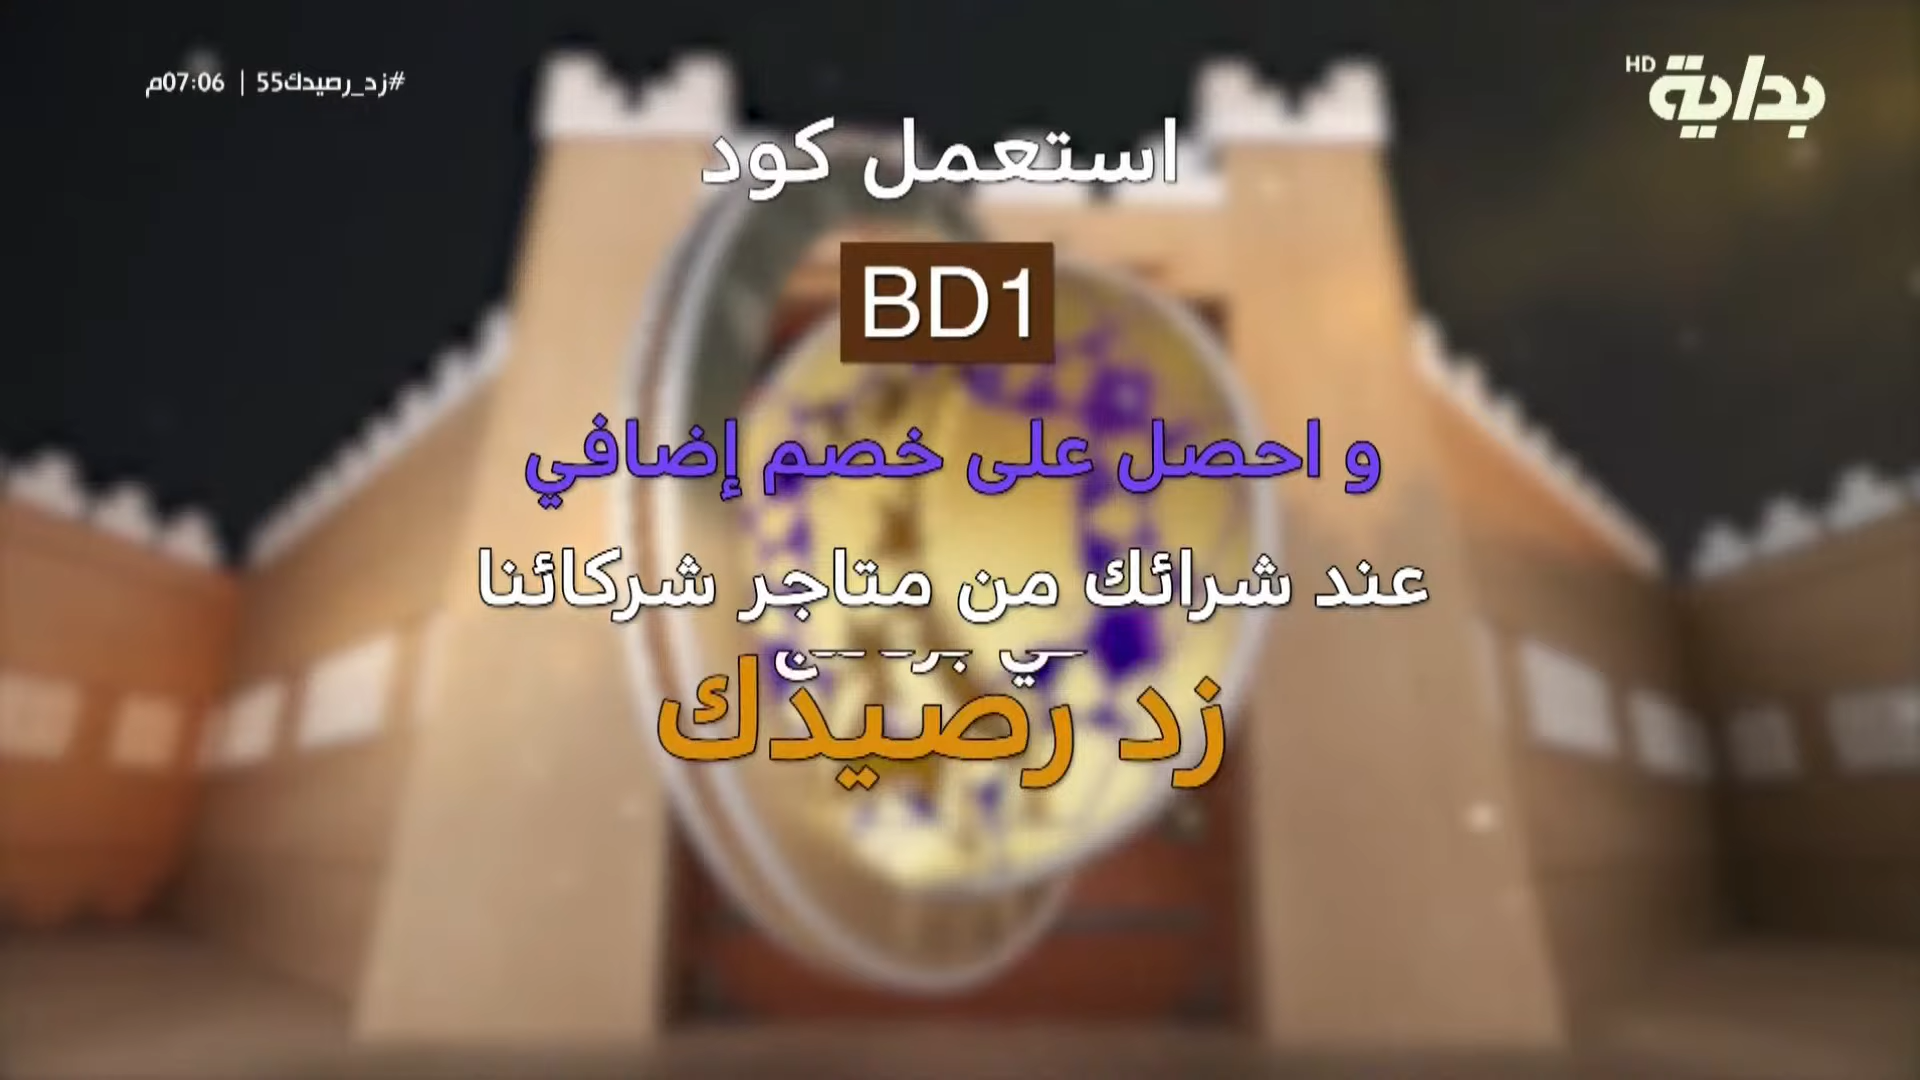 #زد_رصيدك55 | 07:06م
بداية HD
استعمل كود
BD1
و احصل على خصم إضافي
عند شرائك من متاجر شركائنا
زد رصيدك